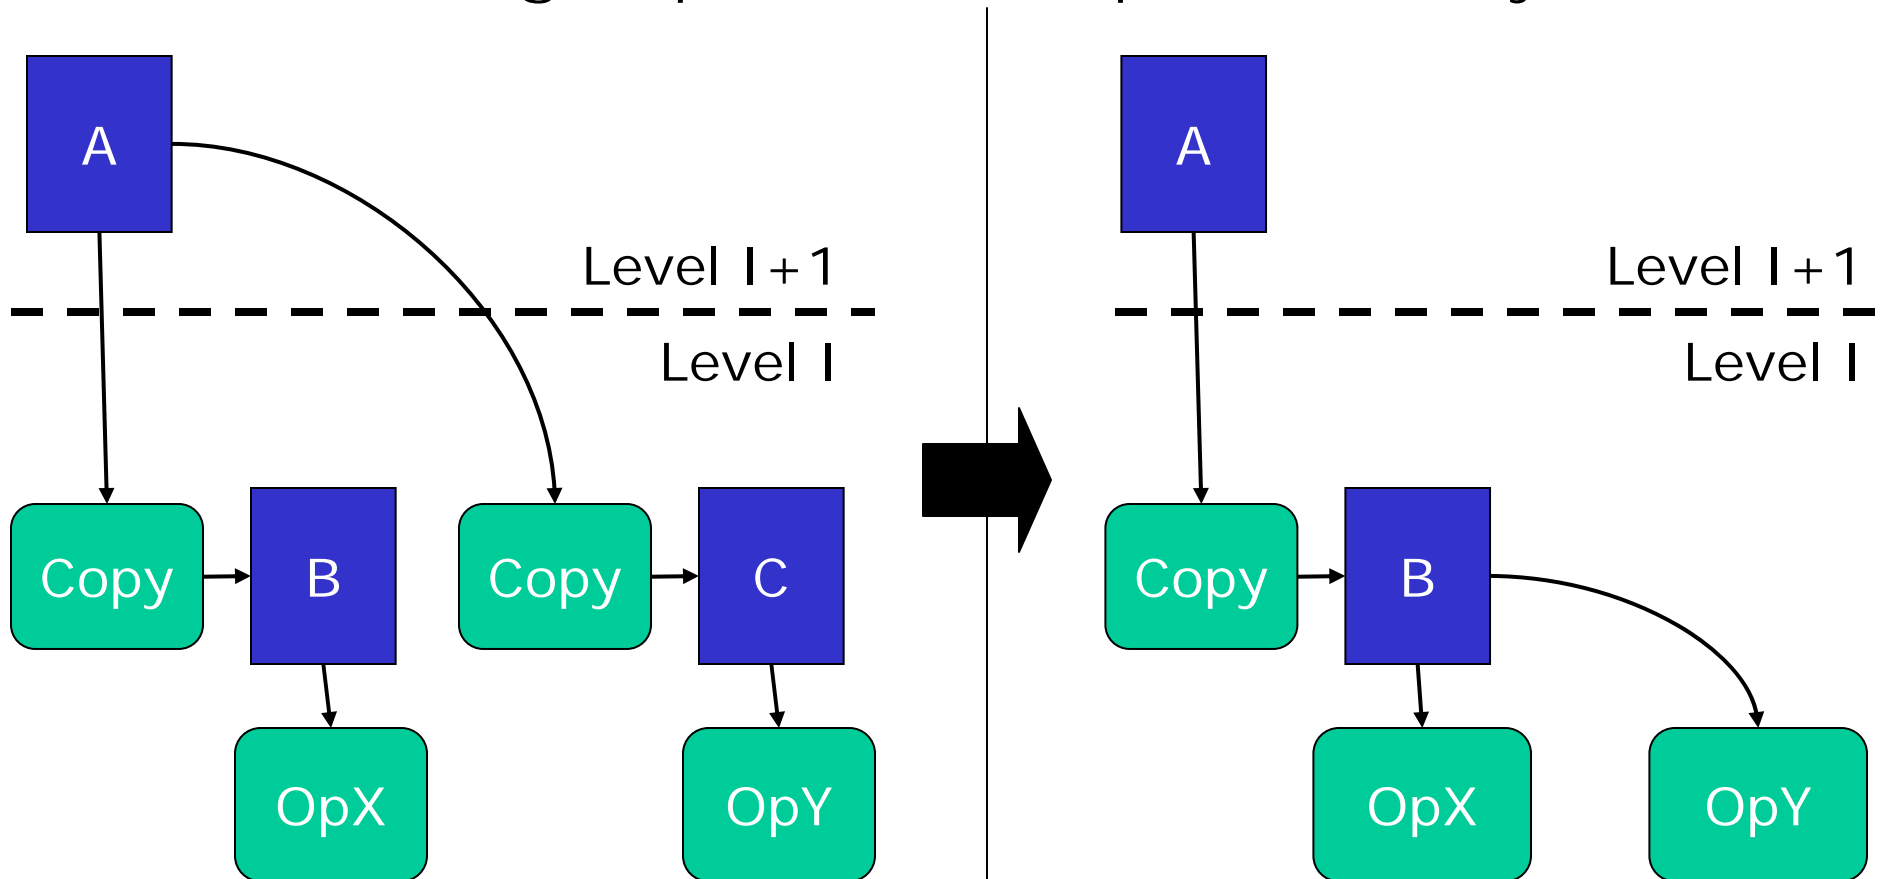 A
Level I+1
Level I
Copy
B
Copy
C
OpX
OpY
A
Level I+1
Level I
Copy
B
OpX
OpY